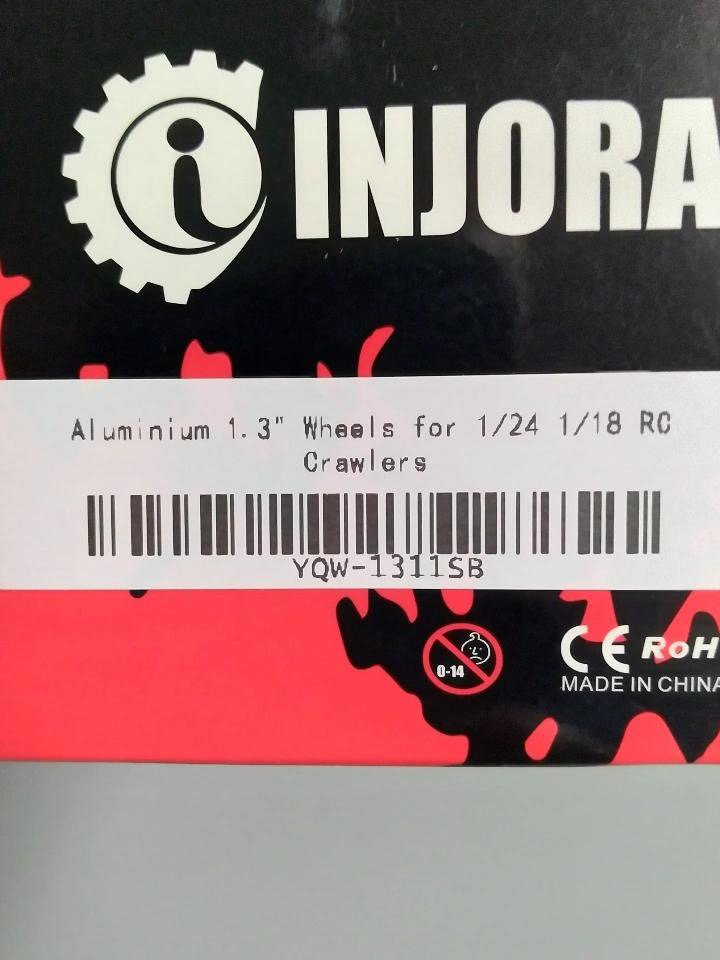 INJORA
Aluminium 1.3" Wheels for 1/24 1/18 RC
Crawlers
YQW-1311SB
0-14
CE RoH
MADE IN CHINA